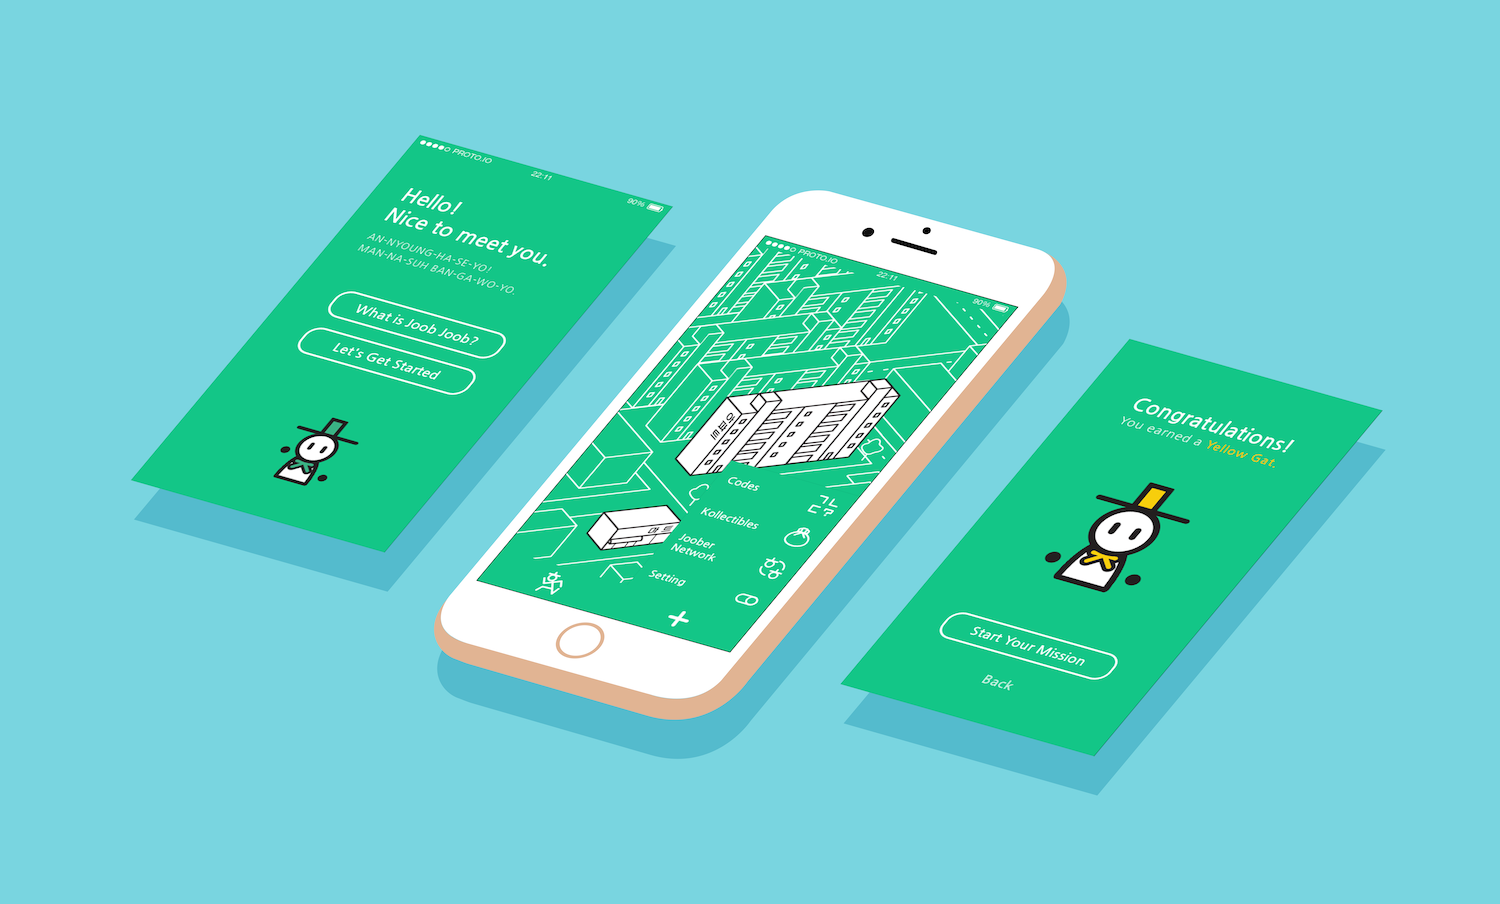 PROTO.IO
22:11
90%
Hello!
Nice to meet you.
AN-NYOUNG-HA-SE-YO!
MAN-NA-SUH BAN-GA-WO-YO.
What is Joob Joob?
Let's Get Started
PROTO.IO
22:11
90%
Codes
Kollectibles
마트
Joober
Network
Setting
Congratulations!
You earned a Yellow Gat.
Start Your Mission
Back